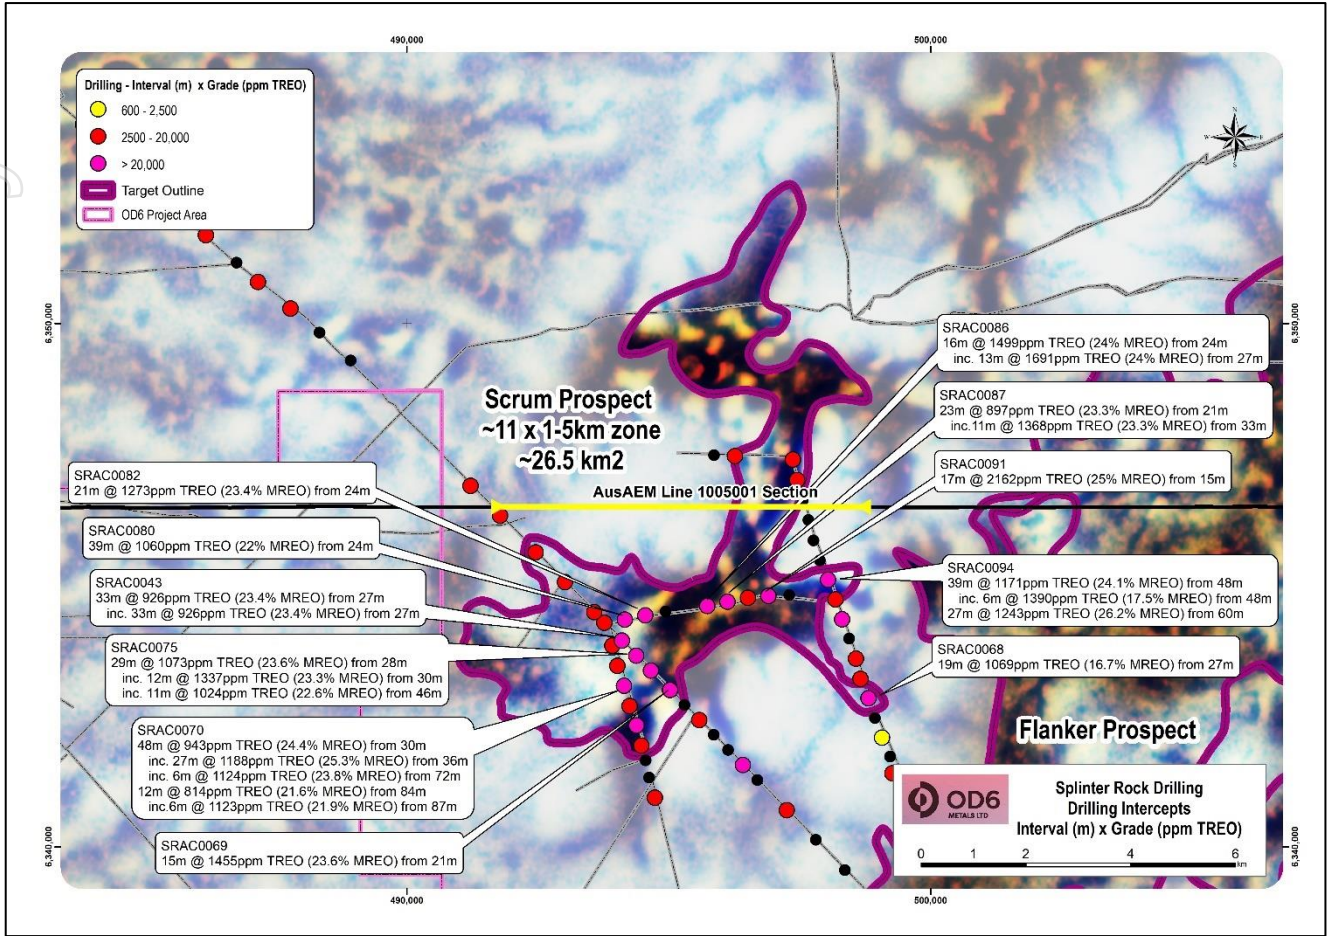 490,000
500,000
Drilling - Interval (m) x Grade (ppm TREO)
600 - 2,500
2500 - 20,000
> 20,000
Target Outline
OD6 Project Area
N
W
E
S
6,350,000
6,350,000
SRAC0086
16m @ 1499ppm TREO (24% MREO) from 24m
inc. 13m @ 1691ppm TREO (24% MREO) from 27m
Scrum Prospect
~11 x 1-5km zone
~26.5 km2
SRAC0087
23m @ 897ppm TREO (23.3% MREO) from 21m
inc.11m @ 1368ppm TREO (23.3% MREO) from 33m
SRAC0091
17m @ 2162ppm TREO (25% MREO) from 15m
SRAC0082
21m @ 1273ppm TREO (23.4% MREO) from 24m
AusAEM Line 1005001 Section
SRAC0080
39m @ 1060ppm TREO (22% MREO) from 24m
SRAC0094
39m @ 1171ppm TREO (24.1% MREO) from 48m
inc. 6m @ 1390ppm TREO (17.5% MREO) from 48m
27m @ 1243ppm TREO (26.2% MREO) from 60m
SRAC0043
33m @ 926ppm TREO (23.4% MREO) from 27m
inc. 33m @ 926ppm TREO (23.4% MREO) from 27m
SRAC0075
29m @ 1073ppm TREO (23.6% MREO) from 28m
inc. 12m @ 1337ppm TREO (23.3% MREO) from 30m
inc. 11m @ 1024ppm TREO (22.6% MREO) from 46m
SRAC0068
19m @ 1069ppm TREO (16.7% MREO) from 27m
SRAC0070
48m @ 943ppm TREO (24.4% MREO) from 30m
inc. 27m @ 1188ppm TREO (25.3% MREO) from 36m
inc. 6m @ 1124ppm TREO (23.8% MREO) from 72m
12m @ 814ppm TREO (21.6% MREO) from 84m
inc.6m @ 1123ppm TREO (21.9% MREO) from 87m
Flanker Prospect
SRAC0069
15m @ 1455ppm TREO (23.6% MREO) from 21m
OD6
METALS LTD
Splinter Rock Drilling
Drilling Intercepts
Interval (m) x Grade (ppm TREO)
0
2
4
6
km
6,340,000
6,340,000
490,000
500,000